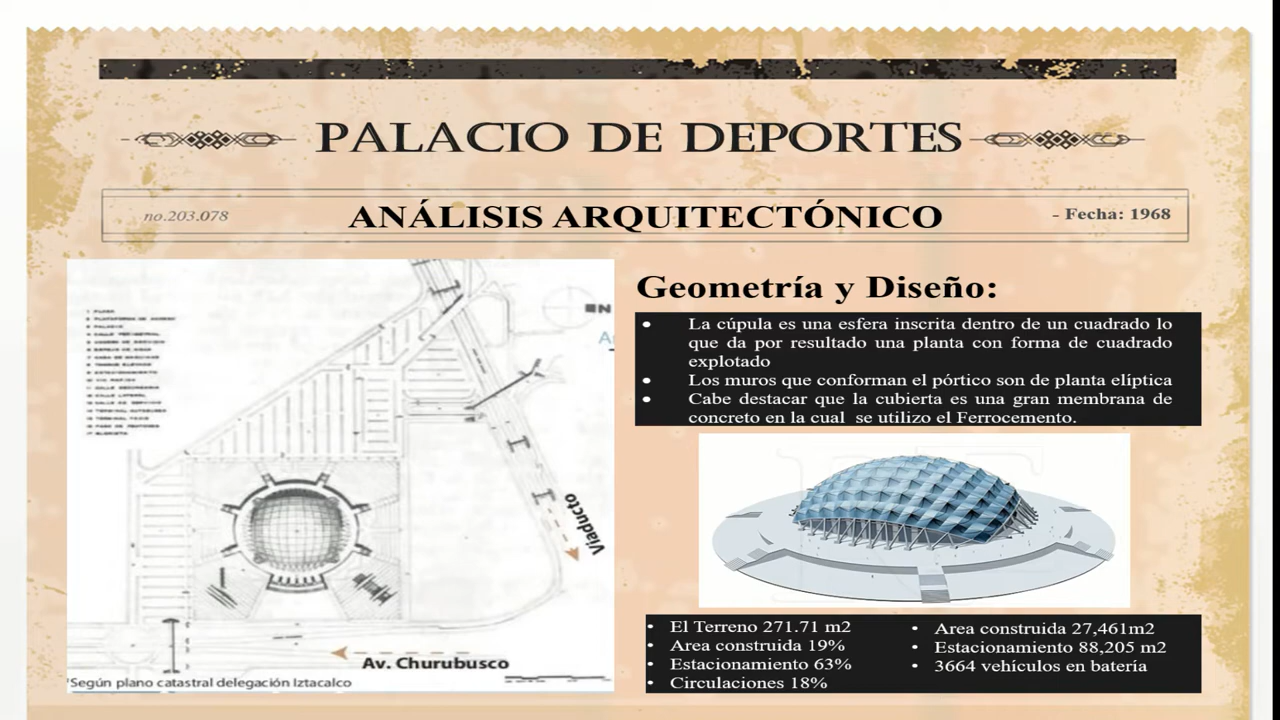 PALACIO DE DEPORTES
no.203.078
ANÁLISIS ARQUITECTÓNICO
- Fecha: 1968
N
Viaducto
Av. Churubusco
Según plano catastral delegación Iztacalco
Geometría y Diseño:
• La cúpula es una esfera inscrita dentro de un cuadrado lo
que da por resultado una planta con forma de cuadrado
explotado
• Los muros que conforman el pórtico son de planta elíptica
• Cabe destacar que la cubierta es una gran membrana de
concreto en la cual se utilizo el Ferrocemento.
• El Terreno 271.71 m2
• Area construida 19%
• Estacionamiento 63%
• Circulaciones 18%
• Area construida 27,461m2
• Estacionamiento 88,205 m2
• 3664 vehículos en batería